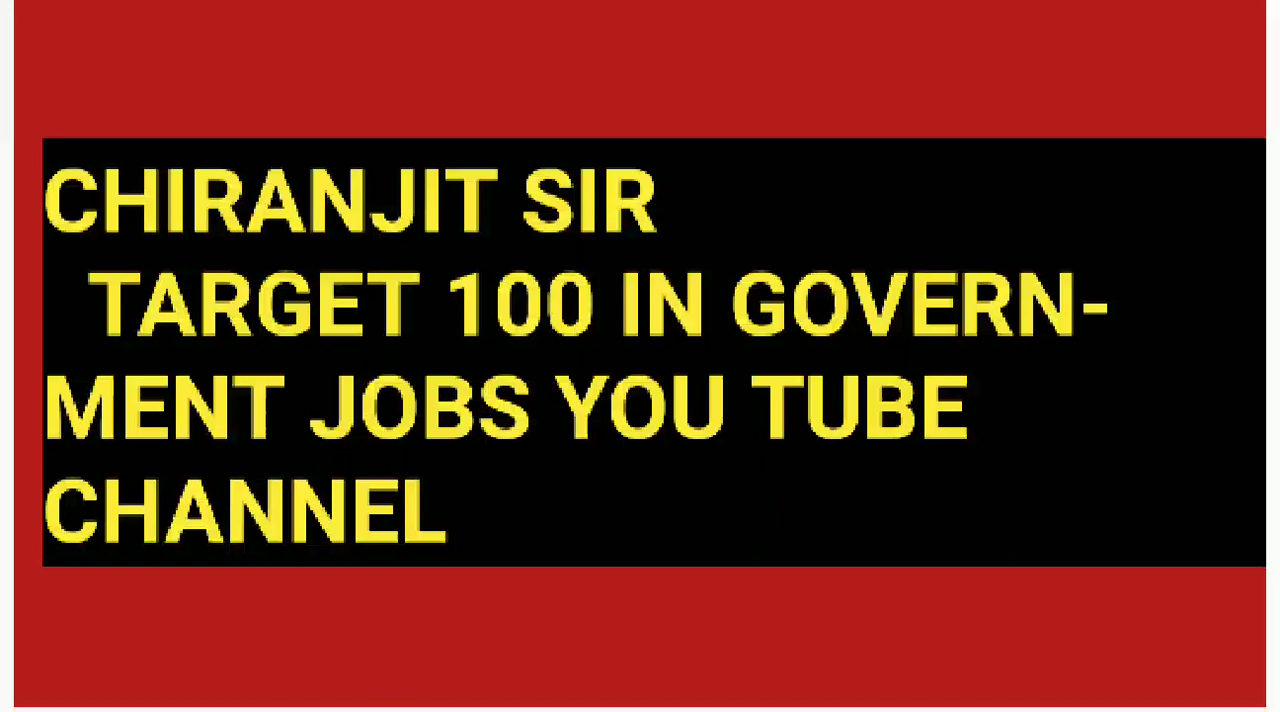 CHIRANJIT SIR
TARGET 100 IN GOVERN-
MENT JOBS YOU TUBE
CHANNEL